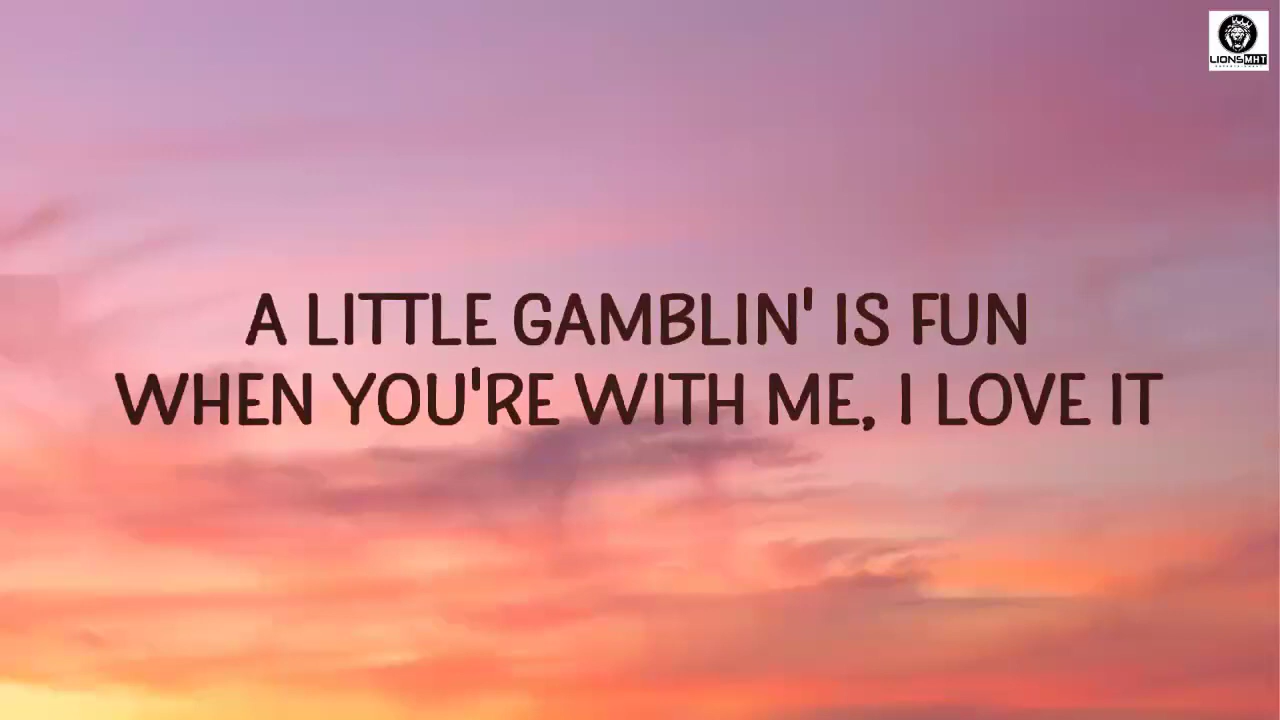 LIONSMHT
A LITTLE GAMBLIN' IS FUN
WHEN YOU'RE WITH ME, I LOVE IT